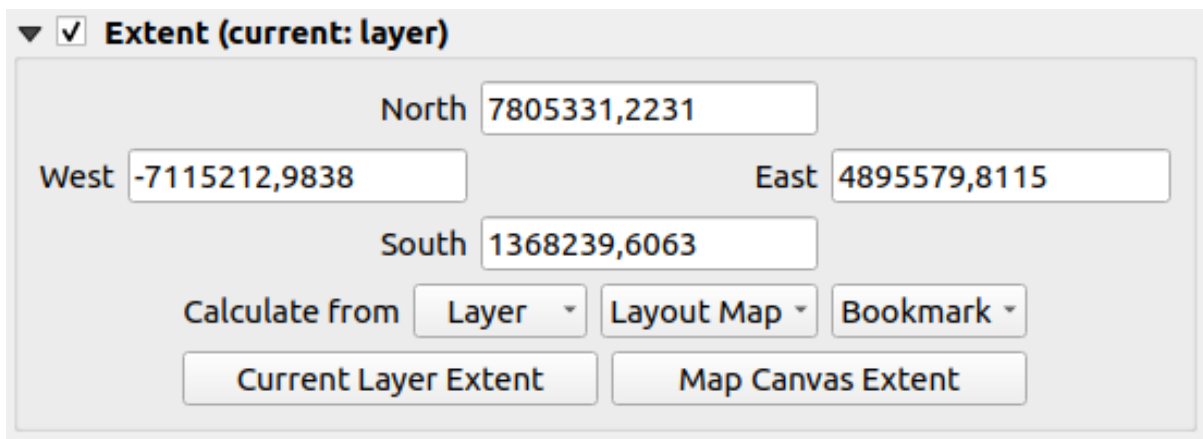 Extent (current: layer)
North 7805331,2231
West -7115212,9838 East 4895579,8115
South 1368239,6063
Calculate from Layer Layout Map Bookmark
Current Layer Extent Map Canvas Extent